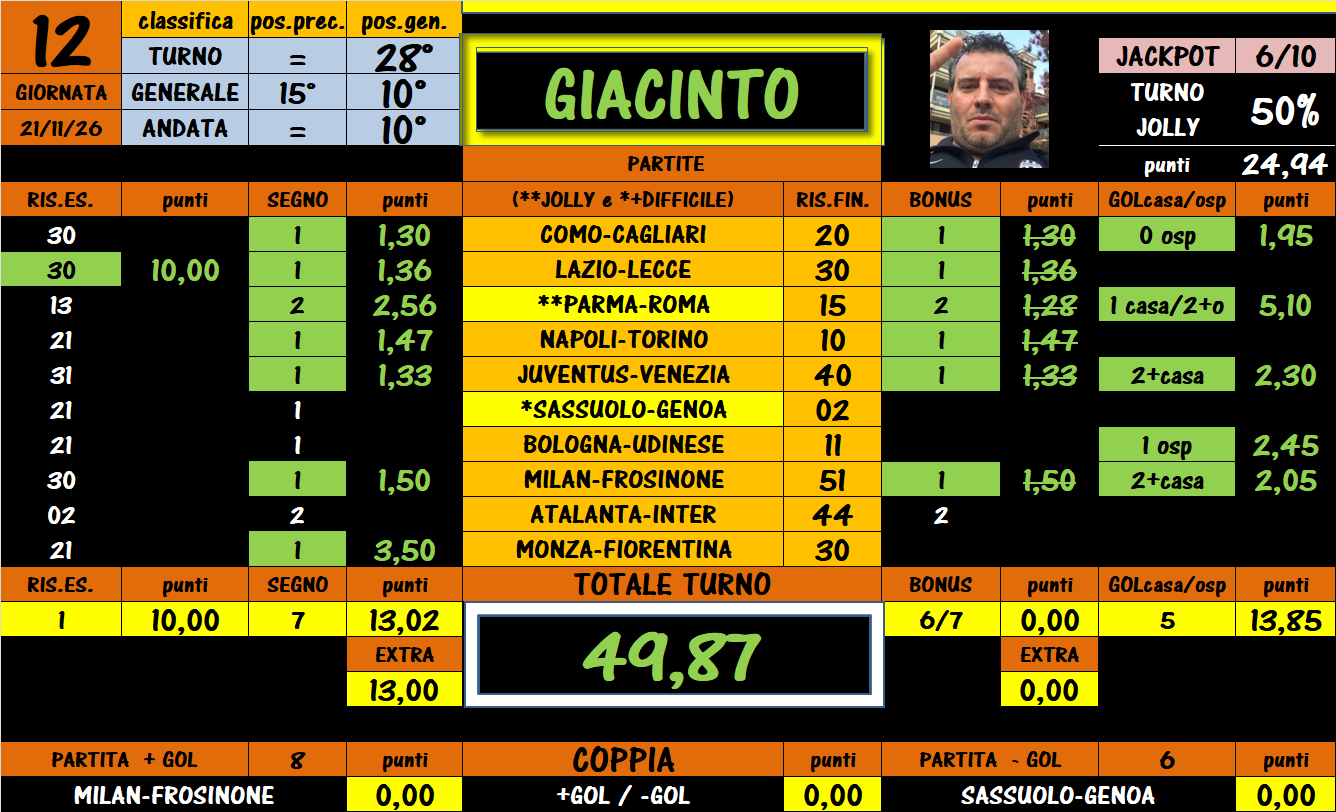 12 classifica pos.prec. pos.gen.
TURNO = 28° GIACINTO JACKPOT 6/10
GIORNATA GENERALE 15° 10° TURNO JOLLY 50%
21/11/26 ANDATA = 10°
PARTITE punti 24,94
RIS.ES. punti SEGNO punti (**JOLLY e *+DIFFICILE) RIS.FIN. BONUS punti GOLcasa/osp punti
30 1 1,30 COMO-CAGLIARI 20 1 1,30 0 osp 1,95
30 10,00 1 1,36 LAZIO-LECCE 30 1 1,36
13 2 2,56 **PARMA-ROMA 15 2 1,28 1 casa/2+o 5,10
21 1 1,47 NAPOLI-TORINO 10 1 1,47
31 1 1,33 JUVENTUS-VENEZIA 40 1 1,33 2+casa 2,30
21 1 *SASSUOLO-GENOA 02
21 1 BOLOGNA-UDINESE 11 1 osp 2,45
30 1 1,50 MILAN-FROSINONE 51 1 1,50 2+casa 2,05
02 2 ATALANTA-INTER 44 2
21 1 3,50 MONZA-FIORENTINA 30
RIS.ES. punti SEGNO punti TOTALE TURNO BONUS punti GOLcasa/osp punti
1 10,00 7 13,02 49,87 6/7 0,00 5 13,85
EXTRA EXTRA
13,00 0,00
PARTITA + GOL 8 punti COPPIA punti PARTITA - GOL 6 punti
MILAN-FROSINONE 0,00 +GOL / -GOL 0,00 SASSUOLO-GENOA 0,00